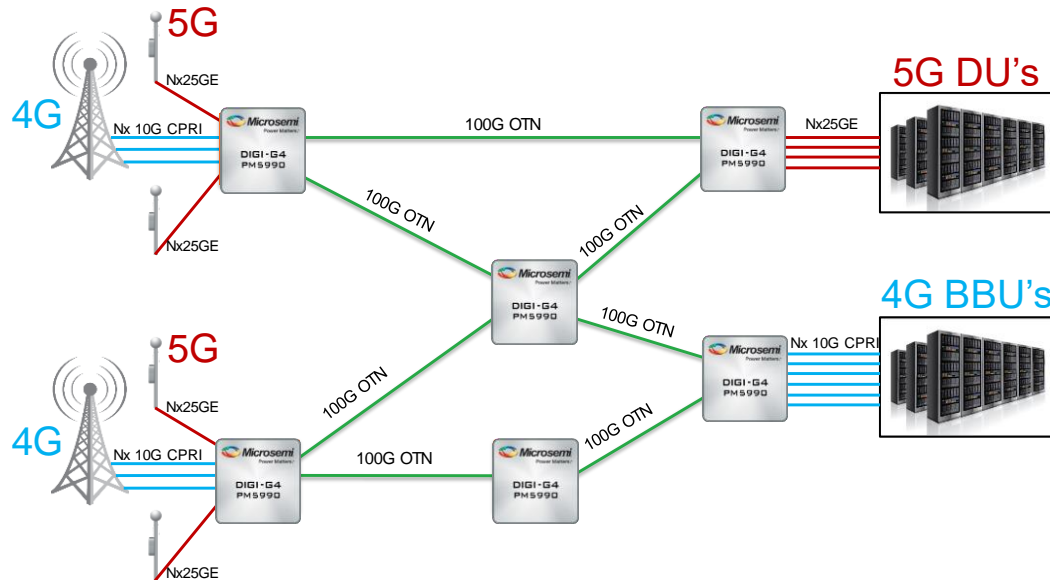 5G
Nx25GE
4G
Nx 10G CPRI
Nx25GE
Microsemi
Power Matters.
DIGI-G4
PM5990
100G OTN
100G OTN
Microsemi
Power Matters.
DIGI-G4
PM5990
Nx25GE
5G DU's
100G OTN
Microsemi
Power Matters.
DIGI-G4
PM5990
100G OTN
4G BBU's
Microsemi
Power Matters.
DIGI-G4
PM5990
Nx 10G CPRI
5G
Nx25GE
4G
Nx 10G CPRI
Nx25GE
100G OTN
Microsemi
Power Matters.
DIGI-G4
PM5990
100G OTN
Microsemi
Power Matters.
DIGI-G4
PM5990
100G OTN